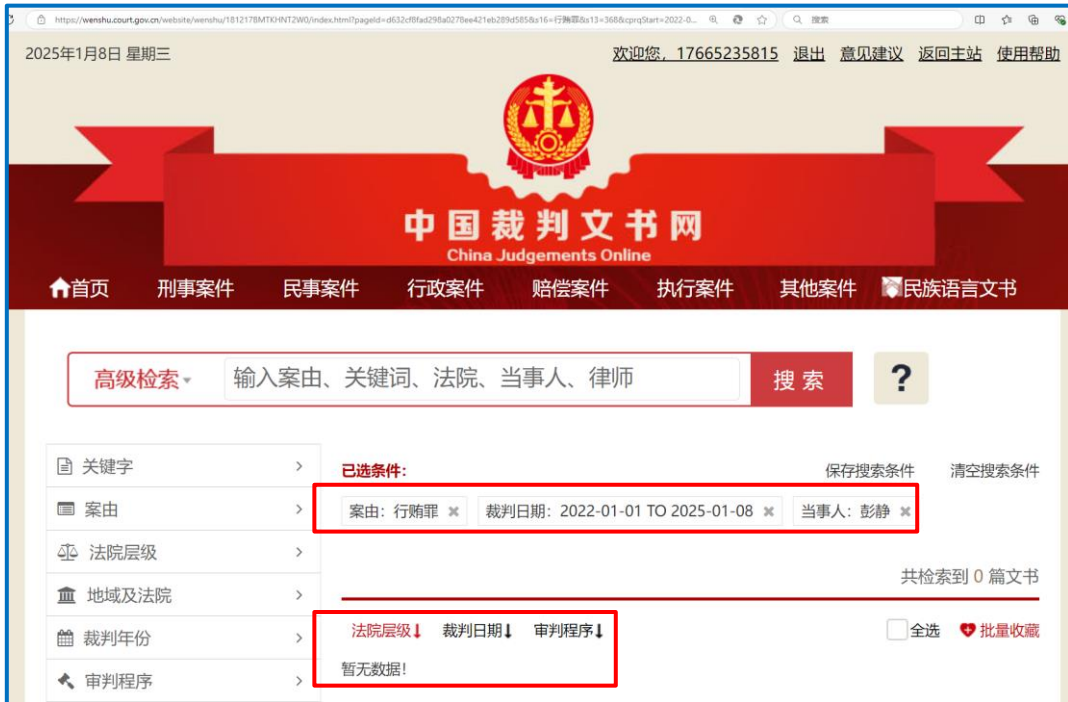 https://wenshu.court.gov.cn/website/wenshu/181217BMTKHNT2W0/index.html?pageId=d632cf8fad298a0278ee421eb289d585&s16=行贿罪&s13=368&cprqStart=2022-0...
搜索
2025年1月8日 星期三
欢迎您，17665235815 退出 意见建议 返回主站 使用帮助
中国裁判文书网
China Judgements Online
首页 刑事案件 民事案件 行政案件 赔偿案件 执行案件 其他案件 民族语言文书
高级检索 输入案由、关键词、法院、当事人、律师 搜索 ?
关键字
已选条件：
保存搜索条件 清空搜索条件
案由
案由：行贿罪 × 裁判日期：2022-01-01 TO 2025-01-08 × 当事人：彭静 ×
法院层级
共检索到 0 篇文书
地域及法院
法院层级 裁判日期 审判程序
全选 批量收藏
裁判年份
暂无数据!
审判程序